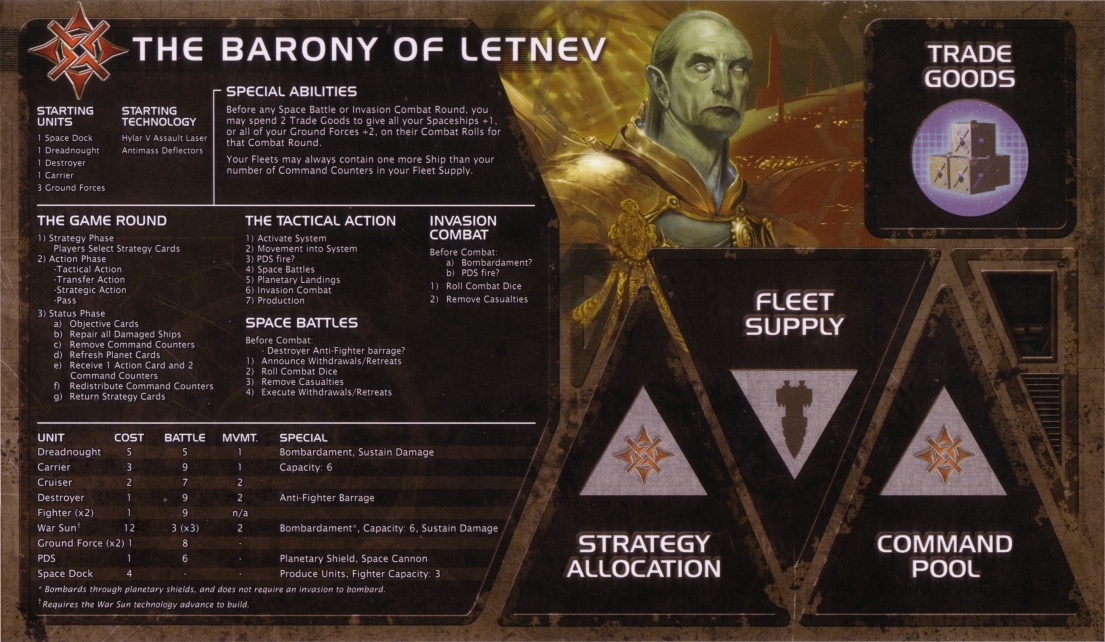 THE BARONY OF LETNEV
STARTING
UNITS
1 Space Dock
1 Dreadnought
1 Destroyer
1 Carrier
3 Ground Forces
STARTING
TECHNOLOGY
Hylar V Assault Laser
Antimass Deflectors
SPECIAL ABILITIES
Before any Space Battle or Invasion Combat Round, you
may spend 2 Trade Goods to give all your Spaceships +1,
or all of your Ground Forces +2, on their Combat Rolls for
that Combat Round.
Your Fleets may always contain one more Ship than your
number of Command Counters in your Fleet Supply.
THE GAME ROUND
1) Strategy Phase
Players Select Strategy Cards
2) Action Phase
-Tactical Action
-Transfer Action
-Strategic Action
-Pass
3) Status Phase
a) Objective Cards
b) Repair all Damaged Ships
c) Remove Command Counters
d) Refresh Planet Cards
e) Receive 1 Action Card and 2
Command Counters
f) Redistribute Command Counters
g) Return Strategy Cards
THE TACTICAL ACTION
1) Activate System
2) Movement into System
3) PDS fire?
4) Space Battles
5) Planetary Landings
6) Invasion Combat
7) Production
SPACE BATTLES
Before Combat:
- Destroyer Anti-Fighter barrage?
1) Announce Withdrawals/Retreats
2) Roll Combat Dice
3) Remove Casualties
4) Execute Withdrawals/Retreats
INVASION
COMBAT
Before Combat:
a) Bombardment?
b) PDS fire?
1) Roll Combat Dice
2) Remove Casualties
UNIT COST BATTLE MVMT. SPECIAL
Dreadnought 5 5 1 Bombardament, Sustain Damage
Carrier 3 9 1 Capacity: 6
Cruiser 2 7 2
Destroyer 1 9 2 Anti-Fighter Barrage
Fighter (x2) 1 9 n/a
War Sun† 12 3 (x3) 2 Bombardament*, Capacity: 6, Sustain Damage
Ground Force (x2) 1 8 -
PDS 1 6 - Planetary Shield, Space Cannon
Space Dock 4 - - Produce Units, Fighter Capacity: 3
* Bombards through planetary shields, and does not require an invasion to bombard.
†Requires the War Sun technology advance to build.
TRADE
GOODS
FLEET
SUPPLY
STRATEGY
ALLOCATION
COMMAND
POOL